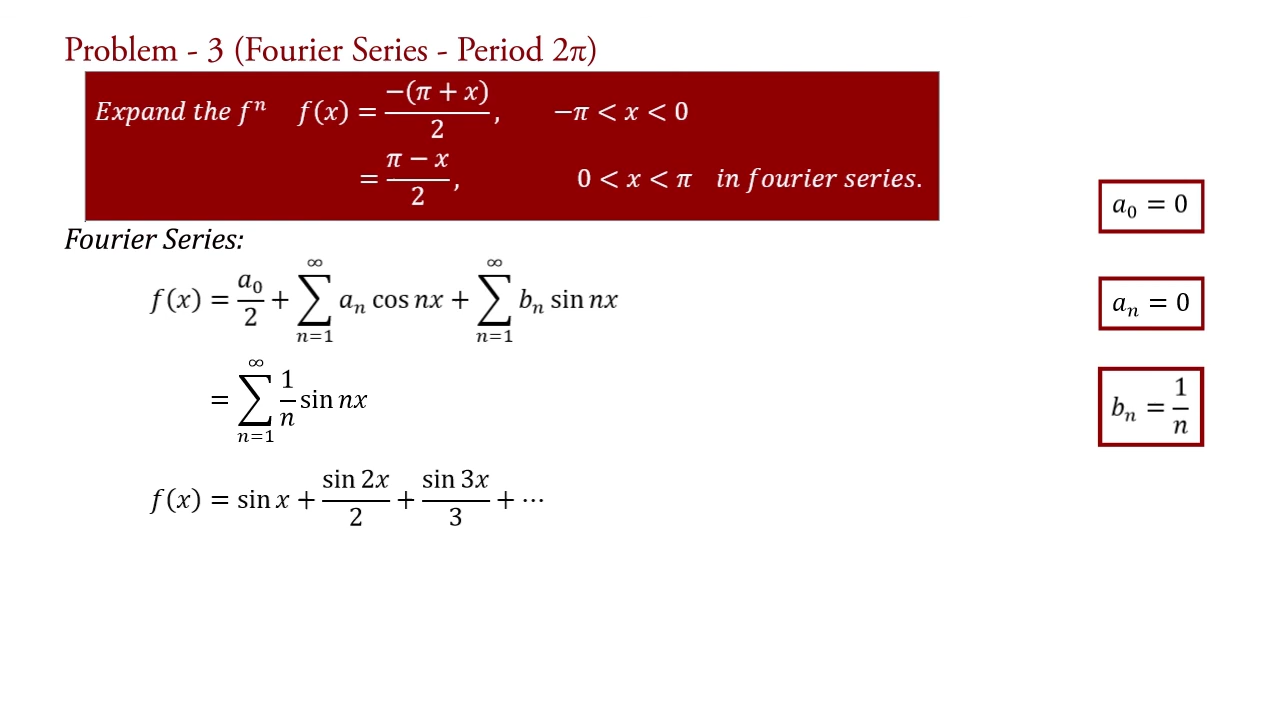 Problem - 3 (Fourier Series - Period 2π)
Expand the fⁿ f(x) = −(π + x)/2, −π < x < 0
= π − x/2, 0 < x < π in fourier series.
a₀ = 0
Fourier Series:
f(x) = a₀/2 + ∑_{n=1}^{∞} aₙ cos nx + ∑_{n=1}^{∞} bₙ sin nx
aₙ = 0
= ∑_{n=1}^{∞} 1/n sin nx
bₙ = 1/n
f(x) = sin x + sin 2x/2 + sin 3x/3 + ⋯